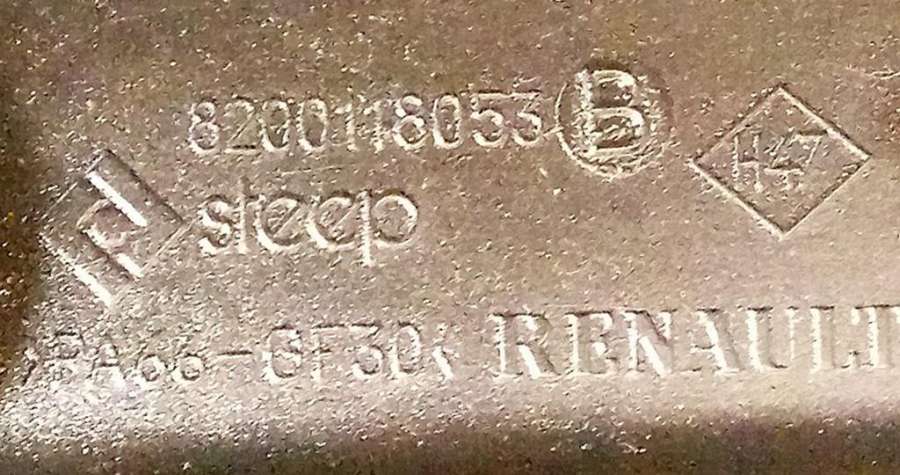 8200118053 B H47
steep
>PA66-GF30< RENAULT